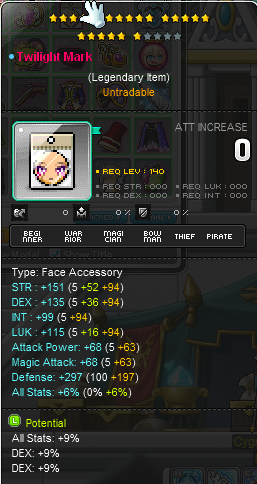 Twilight Mark
(Legendary Item)
Untradable
ATT INCREASE
0
REQ LEV : 140
REQ STR : 000
REQ LUK : 000
REQ DEX : 000
REQ INT : 000
0
0
0
BEGINNER
WARRIOR
MAGICIAN
BOWMAN
THIEF
PIRATE
Type: Face Accessory
STR : +151 (5 +52 +94)
DEX : +135 (5 +36 +94)
INT : +99 (5 +94)
LUK : +115 (5 +16 +94)
Attack Power: +68 (5 +63)
Magic Attack: +68 (5 +63)
Defense: +297 (100 +197)
All Stats: +6% (0% +6%)
L Potential
All Stats: +9%
DEX: +9%
DEX: +9%